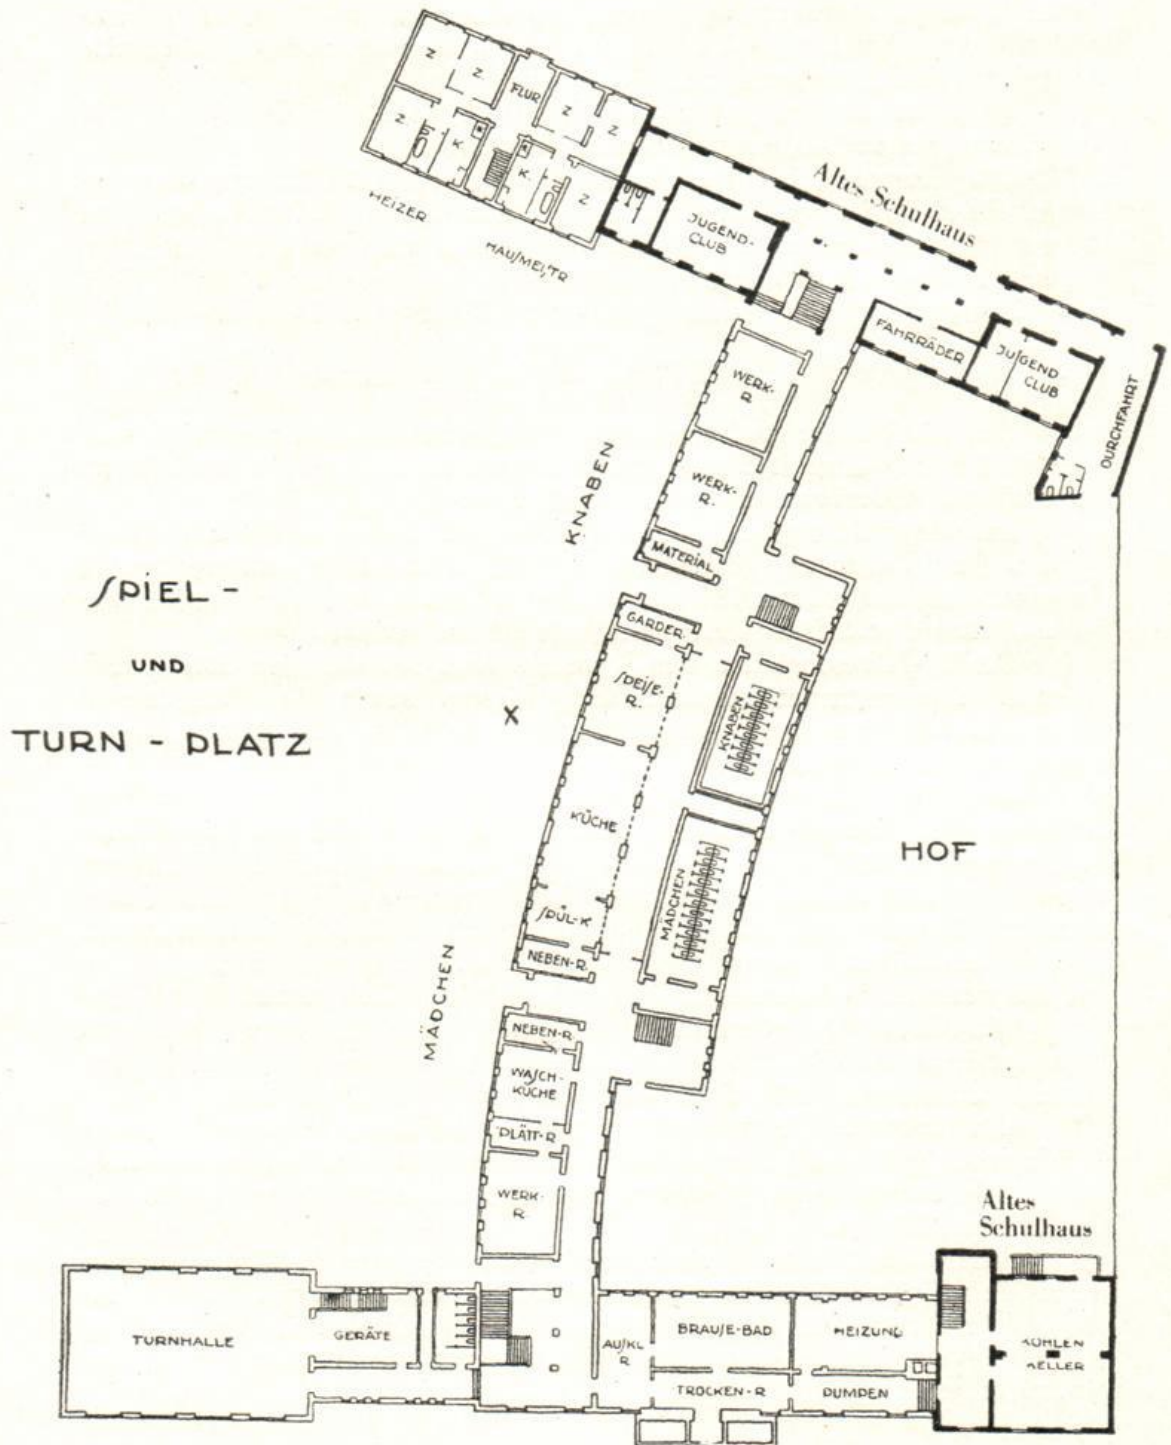 Z
Z
FLUR
Z
Z
Z
K
K
Z
HEIZER
HAUSMEISTR
Altes Schulhaus
JUGEND-
CLUB
FAHRRÄDER
JUGEND
CLUB
DURCHFAHRT
WERK-
R.
WERK-
R.
MATERIAL
KNABEN
GARDER.
SPEISE-
R.
KNABEN
SPIEL -
UND
TURN - PLATZ
X
KÜCHE
HOF
MÄDCHEN
SPÜL-K
NEBEN-R.
MÄDCHEN
NEBEN-R.
WASCH-
KÜCHE
PLÄTT-R
WERK-
R.
Altes
Schulhaus
TURNHALLE
GERÄTE
AUSKL
R
BRAUSE-BAD
HEIZUNG
KOHLEN
KELLER
TROCKEN-R
PUMPEN